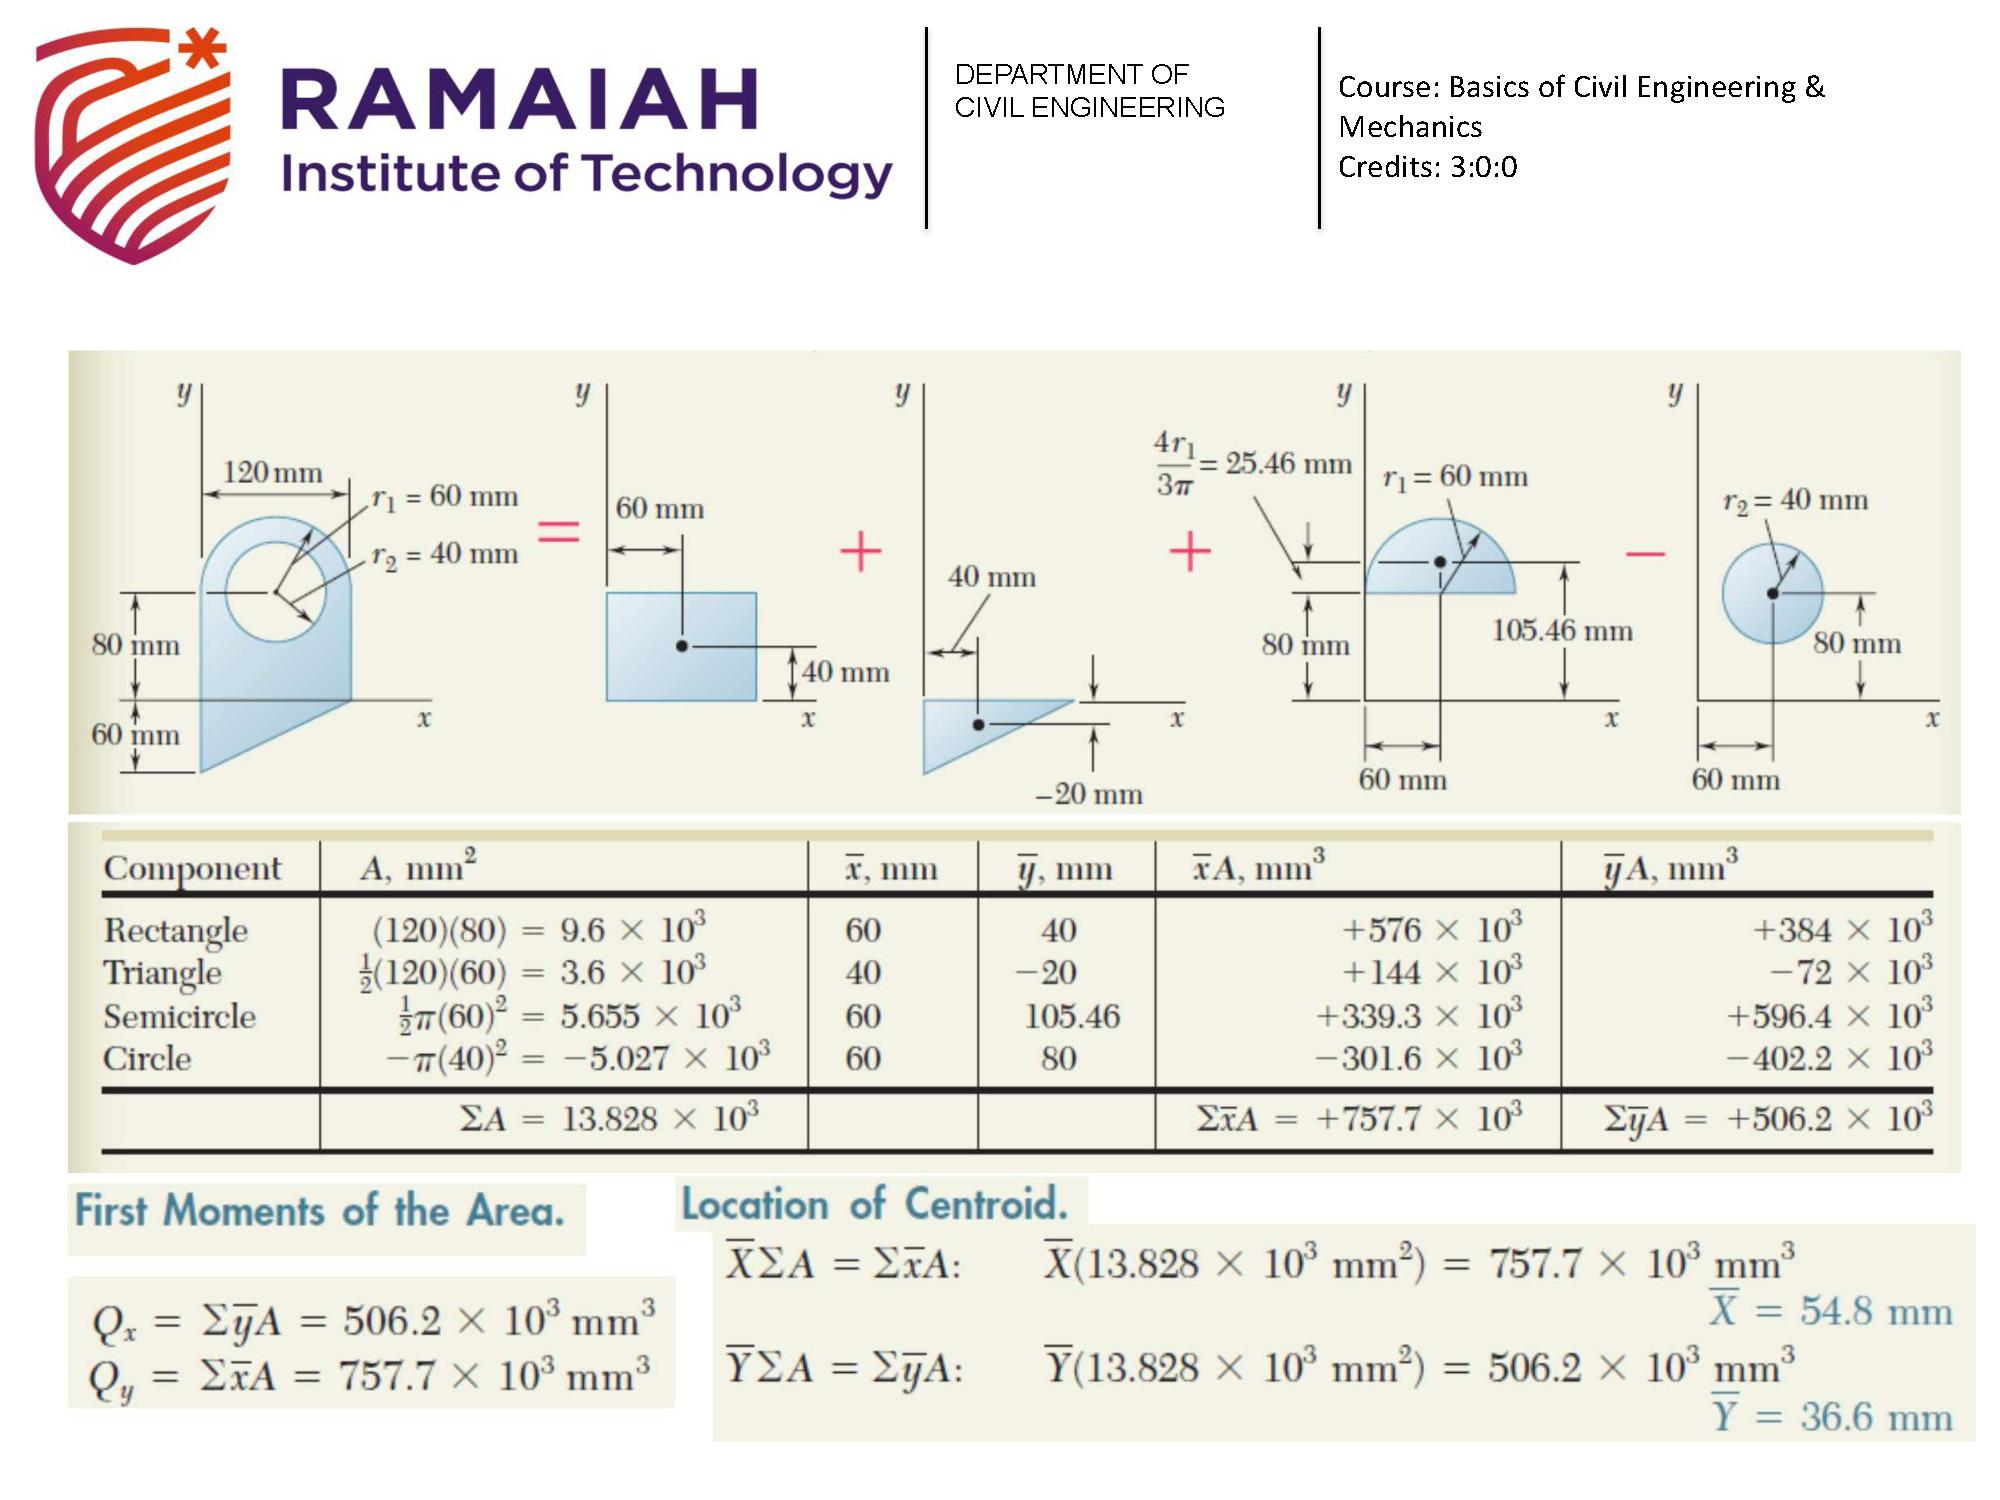 RAMAIAH
Institute of Technology
DEPARTMENT OF
CIVIL ENGINEERING
Course: Basics of Civil Engineering &
Mechanics
Credits: 3:0:0
y
120 mm
r₁ = 60 mm
r₂ = 40 mm
80 mm
60 mm
x
=
y
60 mm
40 mm
x
+
y
40 mm
−20 mm
x
+
y
4r₁/3π = 25.46 mm
r₁ = 60 mm
80 mm
105.46 mm
60 mm
x
−
y
r₂ = 40 mm
80 mm
60 mm
x
Component A, mm² x̄, mm ȳ, mm x̄A, mm³ ȳA, mm³
Rectangle (120)(80) = 9.6 × 10³ 60 40 +576 × 10³ +384 × 10³
Triangle ½(120)(60) = 3.6 × 10³ 40 −20 +144 × 10³ −72 × 10³
Semicircle ½π(60)² = 5.655 × 10³ 60 105.46 +339.3 × 10³ +596.4 × 10³
Circle −π(40)² = −5.027 × 10³ 60 80 −301.6 × 10³ −402.2 × 10³
ΣA = 13.828 × 10³ Σx̄A = +757.7 × 10³ ΣȳA = +506.2 × 10³
First Moments of the Area.
Qₓ = ΣȳA = 506.2 × 10³ mm³
Q_y = Σx̄A = 757.7 × 10³ mm³
Location of Centroid.
X̄ΣA = Σx̄A: X̄(13.828 × 10³ mm²) = 757.7 × 10³ mm³
X̄ = 54.8 mm
ȲΣA = ΣȳA: Ȳ(13.828 × 10³ mm²) = 506.2 × 10³ mm³
Ȳ = 36.6 mm